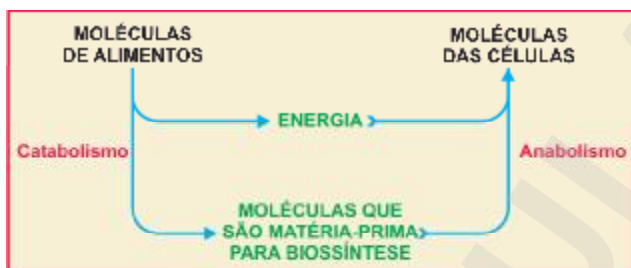 MOLÉCULAS
DE ALIMENTOS
MOLÉCULAS
DAS CÉLULAS
ENERGIA
Catabolismo
Anabolismo
MOLÉCULAS QUE
SÃO MATÉRIA-PRIMA
PARA BIOSSÍNTESE